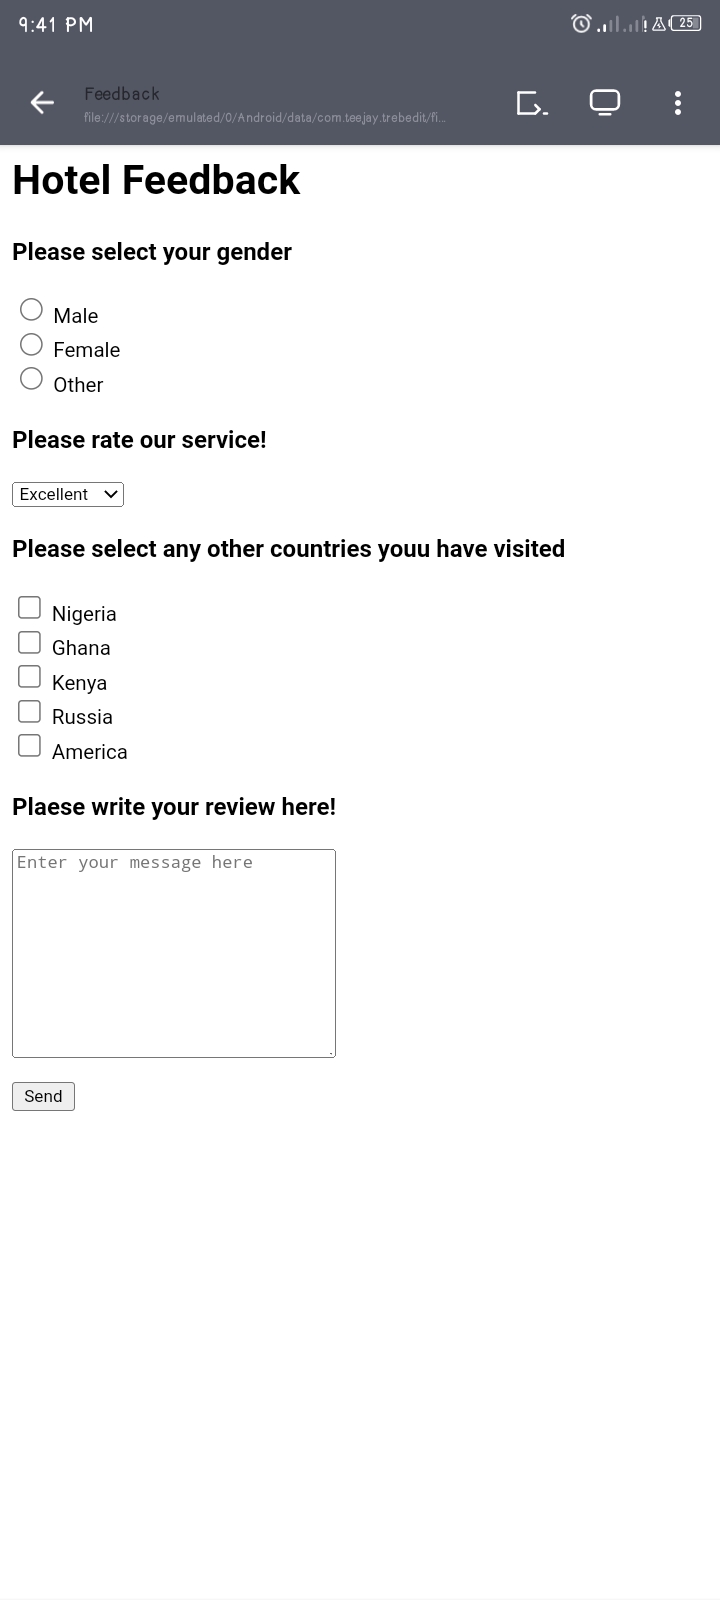 9:41 PM
25
Feedback
file:///storage/emulated/0/Android/data/com.teejay.trebedit/fi...
Hotel Feedback
Please select your gender
Male
Female
Other
Please rate our service!
Excellent
Please select any other countries youu have visited
Nigeria
Ghana
Kenya
Russia
America
Plaese write your review here!
Enter your message here
Send